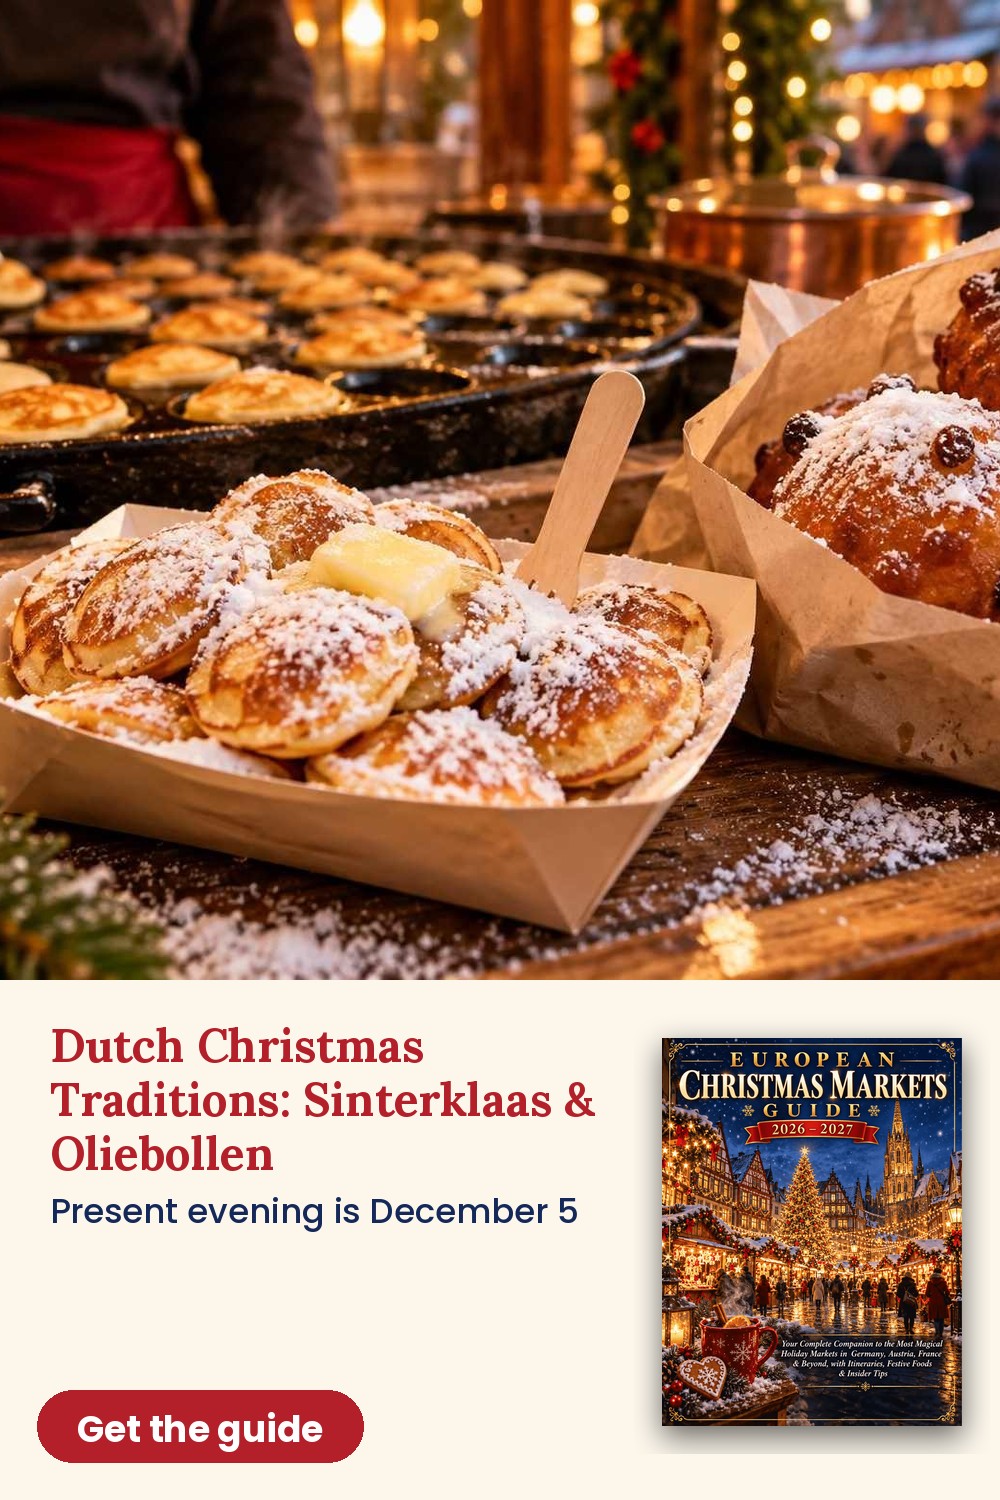 Dutch Christmas
Traditions: Sinterklaas &
Oliebollen
Present evening is December 5
Get the guide
EUROPEAN
CHRISTMAS MARKETS
GUIDE
2026 – 2027
Your Complete Companion to the Most Magical
Holiday Markets in Germany, Austria, France
& Beyond, with Itineraries, Festive Foods
& Insider Tips